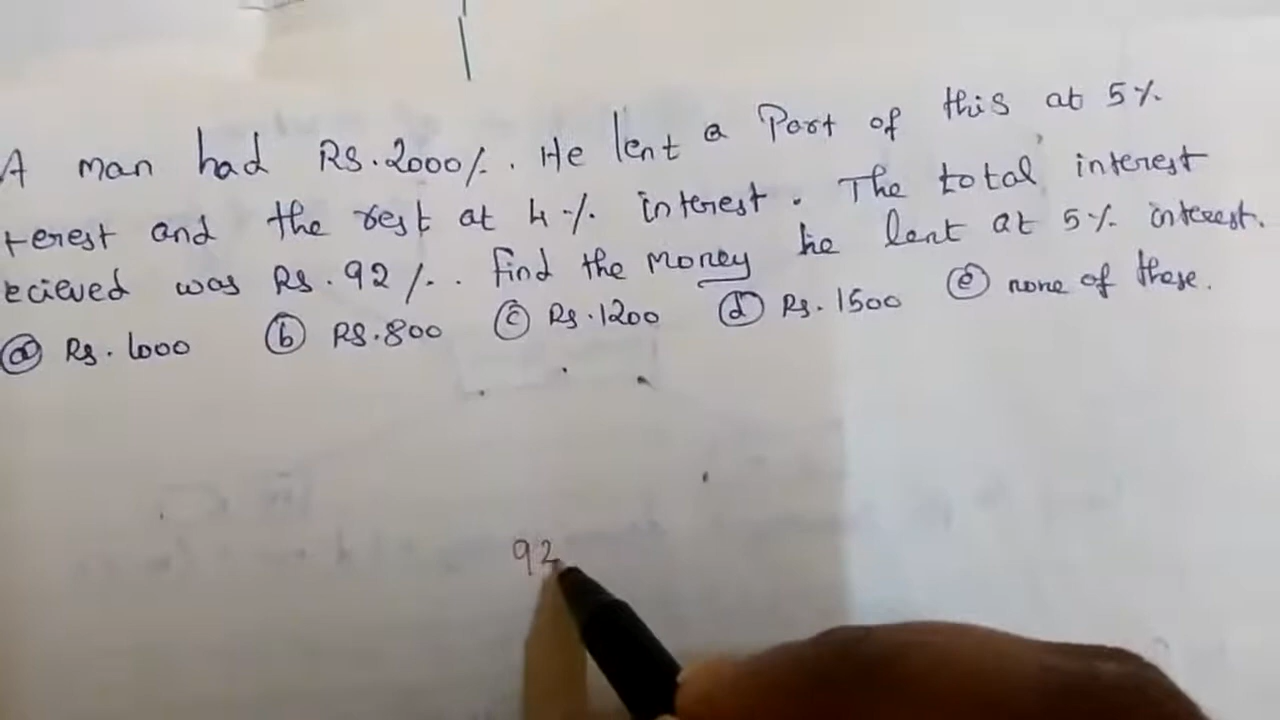 A man had RS.2000/-. He lent a Part of this at 5%
terest and the rest at 4% interest. The total interest
ecieved was Rs.92/-. Find the money he lent at 5% interest.
(a) Rs.1000 (b) RS.800 (c) Rs.1200 (d) Rs.1500 (e) none of these.
92